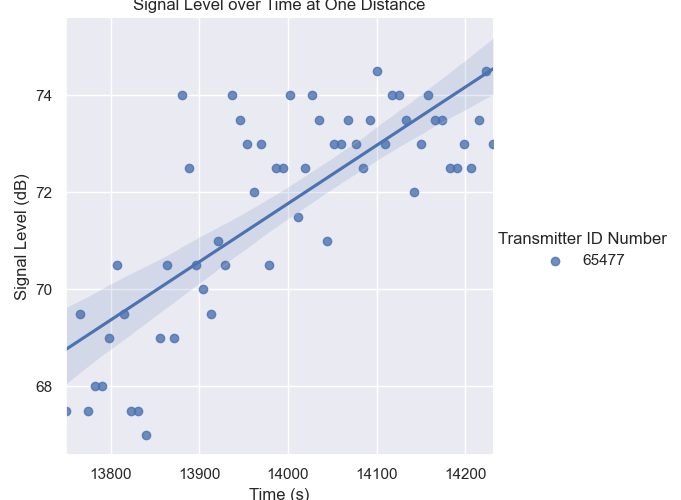 Signal Level over Time at One Distance
74
72
70
68
Signal Level (dB)
13800 13900 14000 14100 14200
Time (s)
Transmitter ID Number
65477